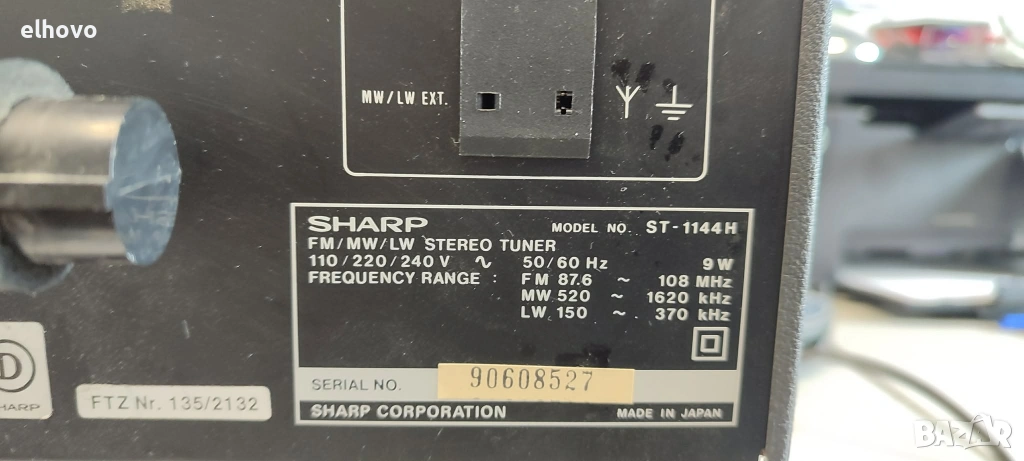 elhovo
MW/LW EXT.
SHARP MODEL NO. ST-1144H
FM/MW/LW STEREO TUNER
110/220/240 V ∿ 50/60 Hz 9 W
FREQUENCY RANGE : FM 87.6 ~ 108 MHz
MW 520 ~ 1620 kHz
LW 150 ~ 370 kHz
SERIAL NO. 90608527
SHARP CORPORATION MADE IN JAPAN
D
SHARP
FTZ Nr. 135/2132
BAZAR